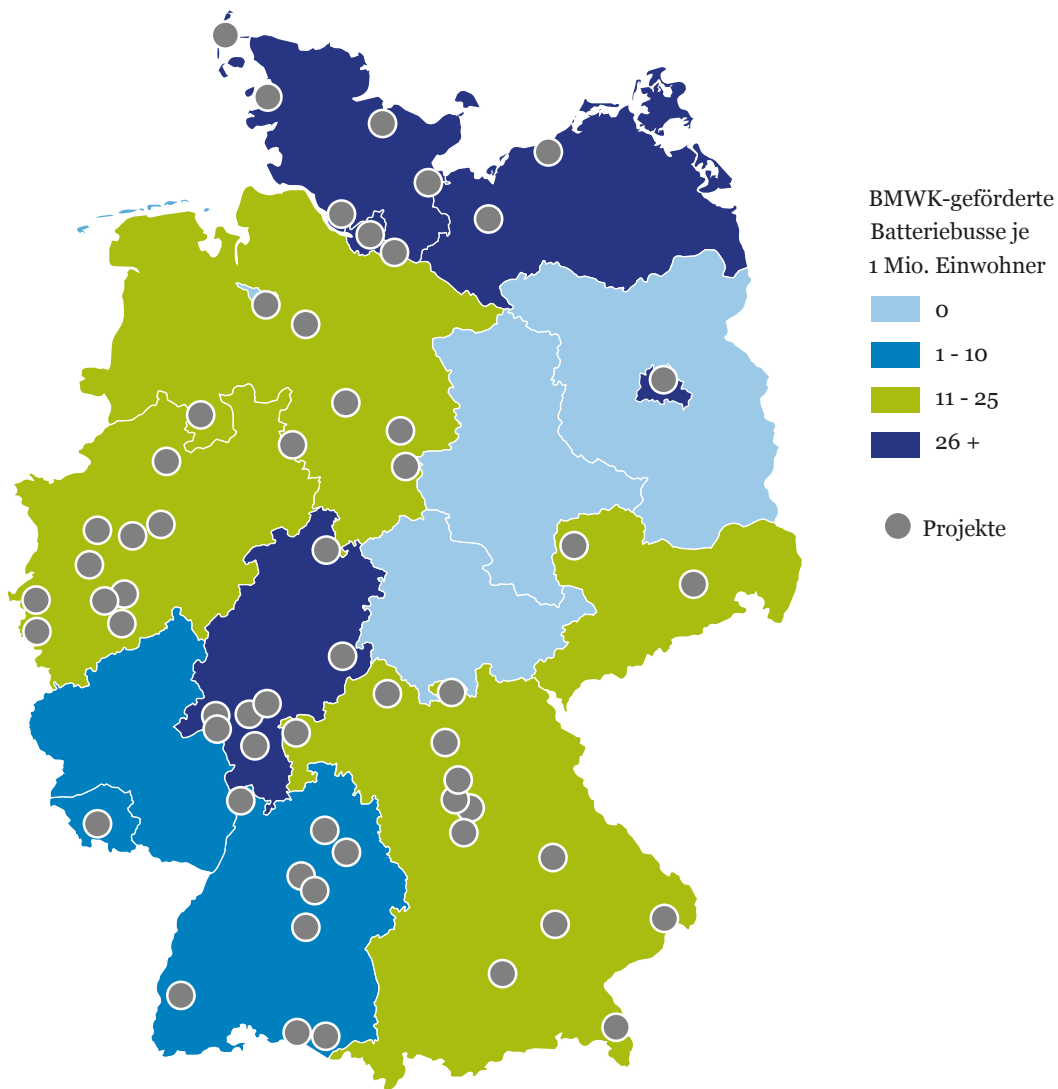 BMWK-geförderte
Batteriebusse je
1 Mio. Einwohner
0
1 - 10
11 - 25
26 +
Projekte